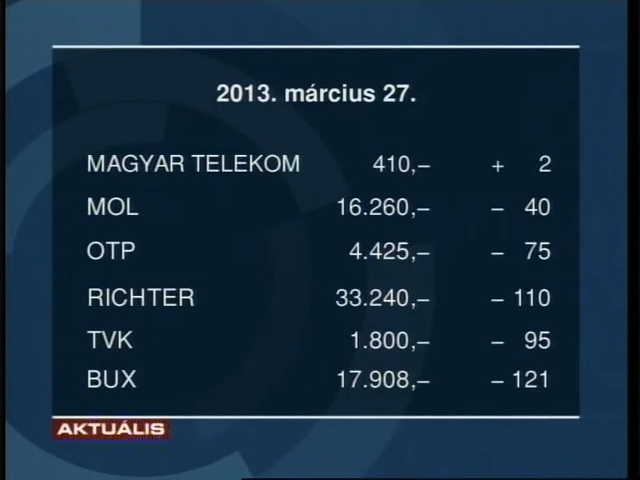 2013. március 27.
MAGYAR TELEKOM 410,– + 2
MOL 16.260,– – 40
OTP 4.425,– – 75
RICHTER 33.240,– – 110
TVK 1.800,– – 95
BUX 17.908,– – 121
AKTUÁLIS